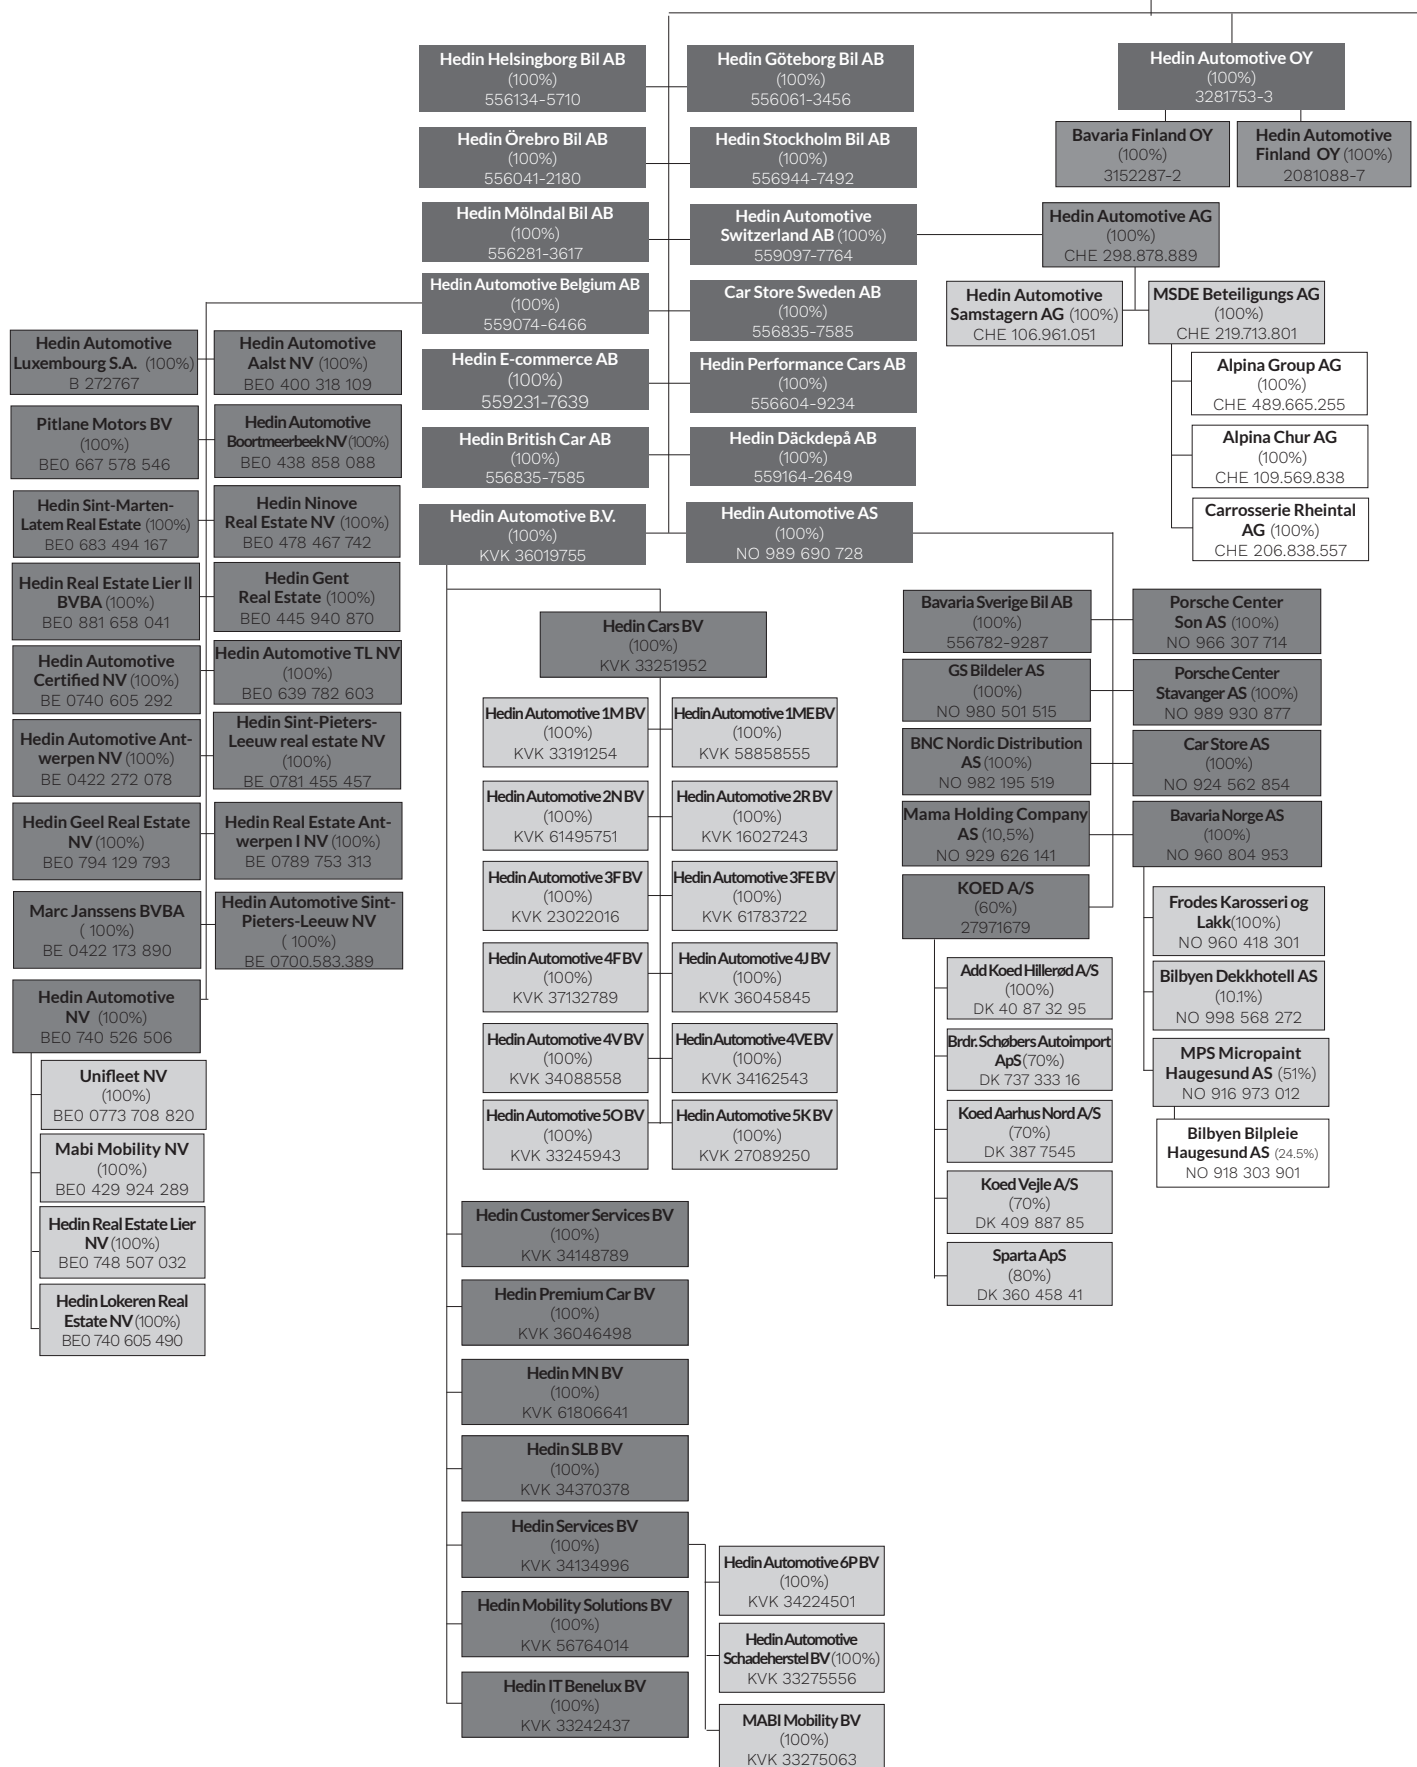 Hedin Helsingborg Bil AB
(100%)
556134-5710
Hedin Göteborg Bil AB
(100%)
556061-3456
Hedin Automotive OY
(100%)
3281753-3
Bavaria Finland OY
(100%)
3152287-2
Hedin Automotive
Finland OY (100%)
2081088-7
Hedin Örebro Bil AB
(100%)
556041-2180
Hedin Stockholm Bil AB
(100%)
556944-7492
Hedin Mölndal Bil AB
(100%)
556281-3617
Hedin Automotive
Switzerland AB (100%)
559097-7764
Hedin Automotive AG
(100%)
CHE 298.878.889
Hedin Automotive
Samstagern AG (100%)
CHE 106.961.051
MSDE Beteiligungs AG
(100%)
CHE 219.713.801
Alpina Group AG
(100%)
CHE 489.665.255
Alpina Chur AG
(100%)
CHE 109.569.838
Carrosserie Rheintal
AG (100%)
CHE 206.838.557
Hedin Automotive Belgium AB
(100%)
559074-6466
Car Store Sweden AB
(100%)
556835-7585
Hedin E-commerce AB
(100%)
559231-7639
Hedin Performance Cars AB
(100%)
556604-9234
Hedin British Car AB
(100%)
556835-7585
Hedin Däckdepå AB
(100%)
559164-2649
Hedin Automotive B.V.
(100%)
KVK 36019755
Hedin Automotive AS
(100%)
NO 989 690 728
Hedin Automotive
Luxembourg S.A. (100%)
B 272767
Hedin Automotive
Aalst NV (100%)
BE0 400 318 109
Pitlane Motors BV
(100%)
BE0 667 578 546
Hedin Automotive
Boortmeerbeek NV (100%)
BE0 438 858 088
Hedin Sint-Marten-
Latem Real Estate (100%)
BE0 683 494 167
Hedin Ninove
Real Estate NV (100%)
BE0 478 467 742
Hedin Real Estate Lier II
BVBA (100%)
BE0 881 658 041
Hedin Gent
Real Estate (100%)
BE0 445 940 870
Hedin Automotive
Certified NV (100%)
BE 0740 605 292
Hedin Automotive TL NV
(100%)
BE0 639 782 603
Hedin Automotive Ant-
werpen NV (100%)
BE 0422 272 078
Hedin Sint-Pieters-
Leeuw real estate NV
(100%)
BE 0781 455 457
Hedin Geel Real Estate
NV (100%)
BE0 794 129 793
Hedin Real Estate Ant-
werpen I NV (100%)
BE 0789 753 313
Marc Janssens BVBA
( 100%)
BE 0422 173 890
Hedin Automotive Sint-
Pieters-Leeuw NV
( 100%)
BE 0700.583.389
Hedin Automotive
NV (100%)
BE0 740 526 506
Unifleet NV
(100%)
BE0 0773 708 820
Mabi Mobility NV
(100%)
BE0 429 924 289
Hedin Real Estate Lier
NV (100%)
BE0 748 507 032
Hedin Lokeren Real
Estate NV (100%)
BE0 740 605 490
Hedin Cars BV
(100%)
KVK 33251952
Hedin Automotive 1M BV
(100%)
KVK 33191254
Hedin Automotive 1ME BV
(100%)
KVK 58858555
Hedin Automotive 2N BV
(100%)
KVK 61495751
Hedin Automotive 2R BV
(100%)
KVK 16027243
Hedin Automotive 3F BV
(100%)
KVK 23022016
Hedin Automotive 3FE BV
(100%)
KVK 61783722
Hedin Automotive 4F BV
(100%)
KVK 37132789
Hedin Automotive 4J BV
(100%)
KVK 36045845
Hedin Automotive 4V BV
(100%)
KVK 34088558
Hedin Automotive 4VE BV
(100%)
KVK 34162543
Hedin Automotive 5O BV
(100%)
KVK 33245943
Hedin Automotive 5K BV
(100%)
KVK 27089250
Hedin Customer Services BV
(100%)
KVK 34148789
Hedin Premium Car BV
(100%)
KVK 36046498
Hedin MN BV
(100%)
KVK 61806641
Hedin SLB BV
(100%)
KVK 34370378
Hedin Services BV
(100%)
KVK 34134996
Hedin Mobility Solutions BV
(100%)
KVK 56764014
Hedin IT Benelux BV
(100%)
KVK 33242437
Hedin Automotive 6P BV
(100%)
KVK 34224501
Hedin Automotive
Schadeherstel BV (100%)
KVK 33275556
MABI Mobility BV
(100%)
KVK 33275063
Bavaria Sverige Bil AB
(100%)
556782-9287
Porsche Center
Son AS (100%)
NO 966 307 714
GS Bildeler AS
(100%)
NO 980 501 515
Porsche Center
Stavanger AS (100%)
NO 989 930 877
BNC Nordic Distribution
AS (100%)
NO 982 195 519
Car Store AS
(100%)
NO 924 562 854
Mama Holding Company
AS (10,5%)
NO 929 626 141
Bavaria Norge AS
(100%)
NO 960 804 953
KOED A/S
(60%)
27971679
Frodes Karosseri og
Lakk(100%)
NO 960 418 301
Bilbyen Dekkhotell AS
(10.1%)
NO 998 568 272
MPS Micropaint
Haugesund AS (51%)
NO 916 973 012
Bilbyen Bilpleie
Haugesund AS (24.5%)
NO 918 303 901
Add Koed Hillerød A/S
(100%)
DK 40 87 32 95
Brdr. Schøbers Autoimport
ApS (70%)
DK 737 333 16
Koed Aarhus Nord A/S
(70%)
DK 387 7545
Koed Vejle A/S
(70%)
DK 409 887 85
Sparta ApS
(80%)
DK 360 458 41